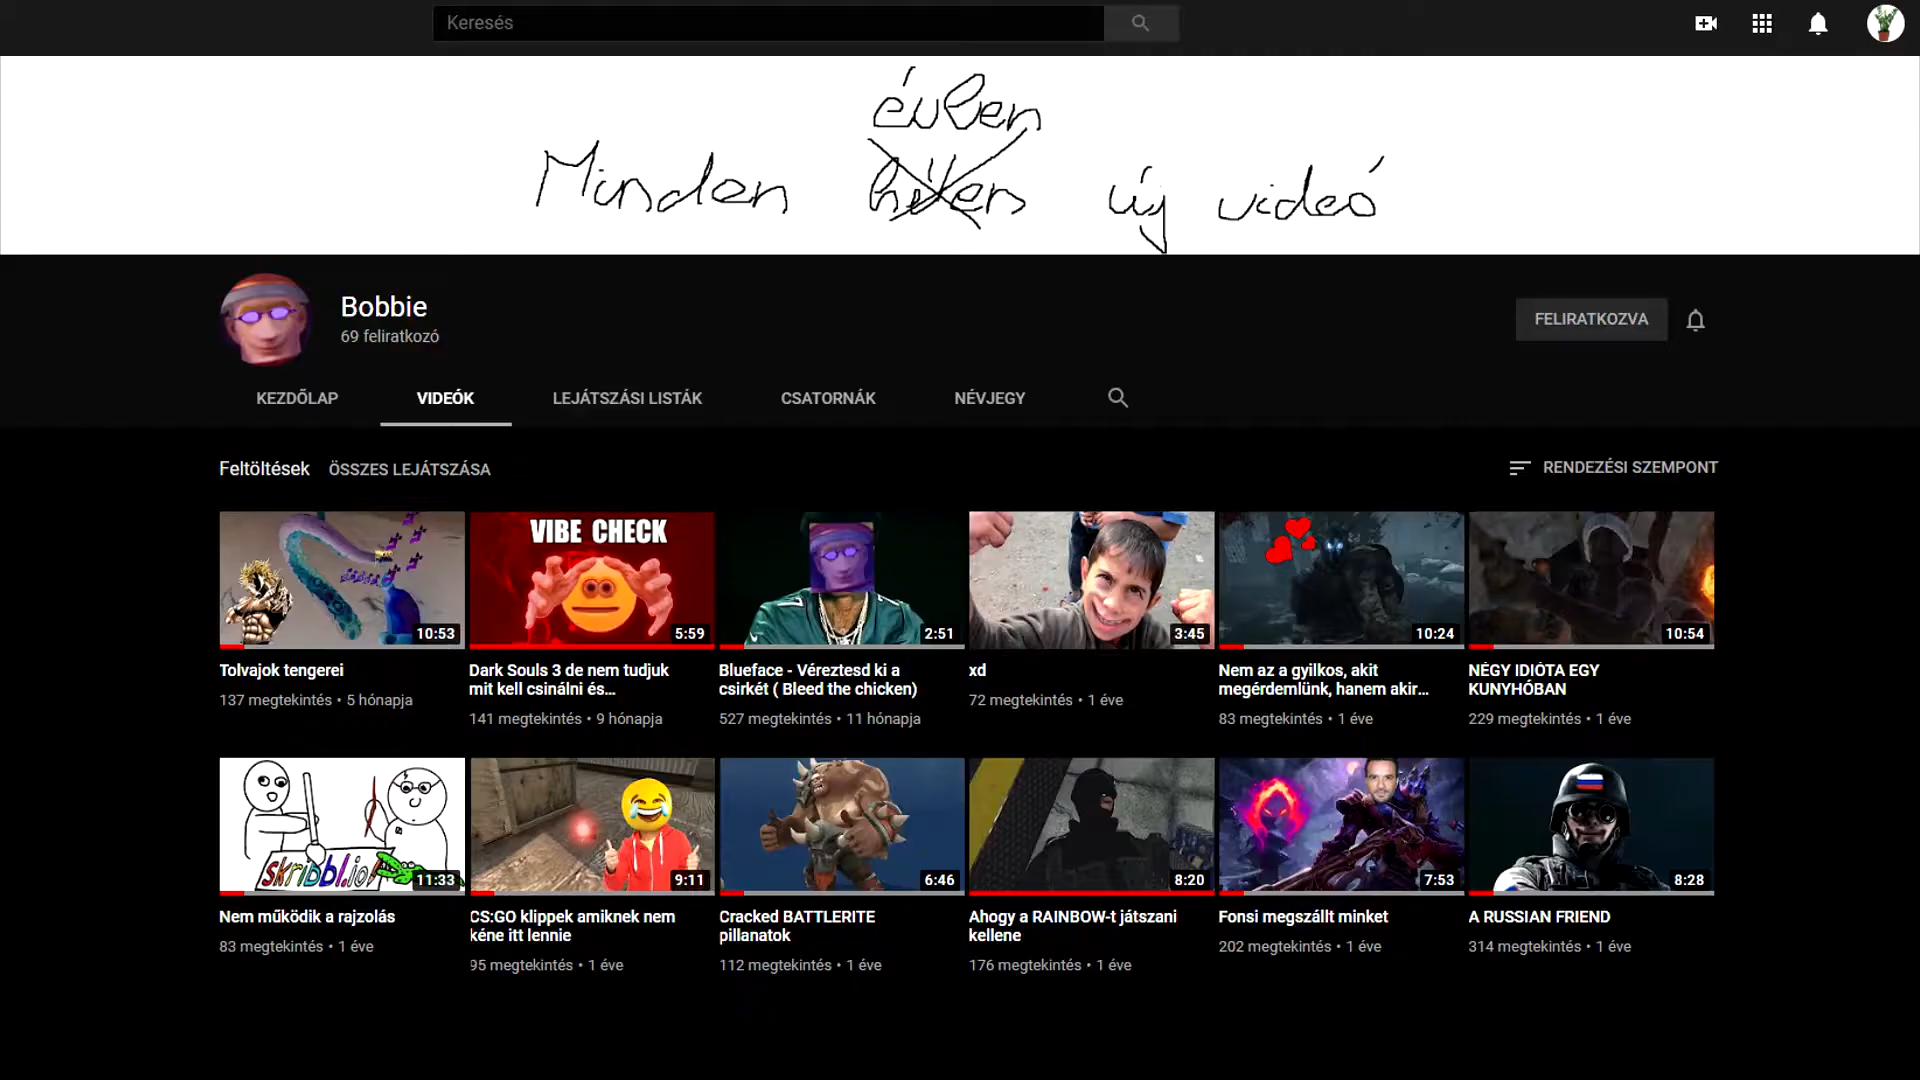 Keresés
évben
Minden héten új videó
Bobbie
69 feliratkozó
FELIRATKOZVA
KEZDŐLAP VIDEÓK LEJÁTSZÁSI LISTÁK CSATORNÁK NÉVJEGY
Feltöltések ÖSSZES LEJÁTSZÁSA RENDEZÉSI SZEMPONT
10:53
Tolvajok tengerei
137 megtekintés • 5 hónapja
VIBE CHECK
5:59
Dark Souls 3 de nem tudjuk
mit kell csinálni és...
141 megtekintés • 9 hónapja
2:51
Blueface - Véreztesd ki a
csirkét ( Bleed the chicken)
527 megtekintés • 11 hónapja
3:45
xd
72 megtekintés • 1 éve
10:24
Nem az a gyilkos, akit
megérdemlünk, hanem akir...
83 megtekintés • 1 éve
10:54
NÉGY IDIÓTA EGY
KUNYHÓBAN
229 megtekintés • 1 éve
skribbl.io!
11:33
Nem működik a rajzolás
83 megtekintés • 1 éve
9:11
CS:GO klippek amiknek nem
kéne itt lennie
95 megtekintés • 1 éve
6:46
Cracked BATTLERITE
pillanatok
112 megtekintés • 1 éve
8:20
Ahogy a RAINBOW-t játszani
kellene
176 megtekintés • 1 éve
7:53
Fonsi megszállt minket
202 megtekintés • 1 éve
8:28
A RUSSIAN FRIEND
314 megtekintés • 1 éve